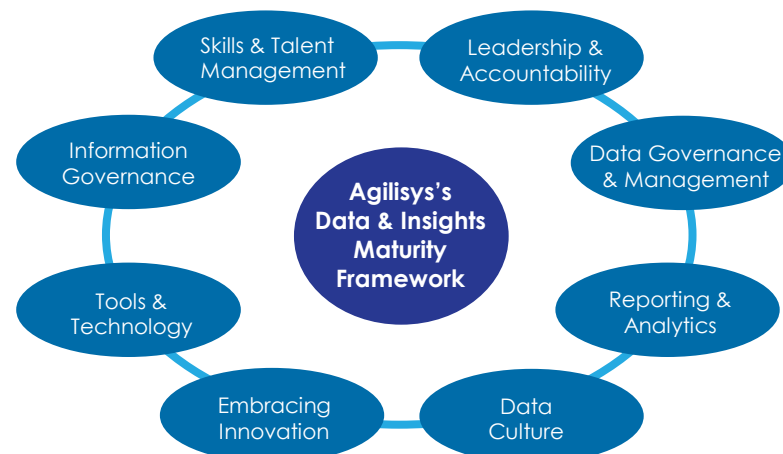 Skills & Talent
Management
Leadership &
Accountability
Information
Governance
Data Governance
& Management
Agilisys's
Data & Insights
Maturity
Framework
Tools &
Technology
Reporting &
Analytics
Embracing
Innovation
Data
Culture